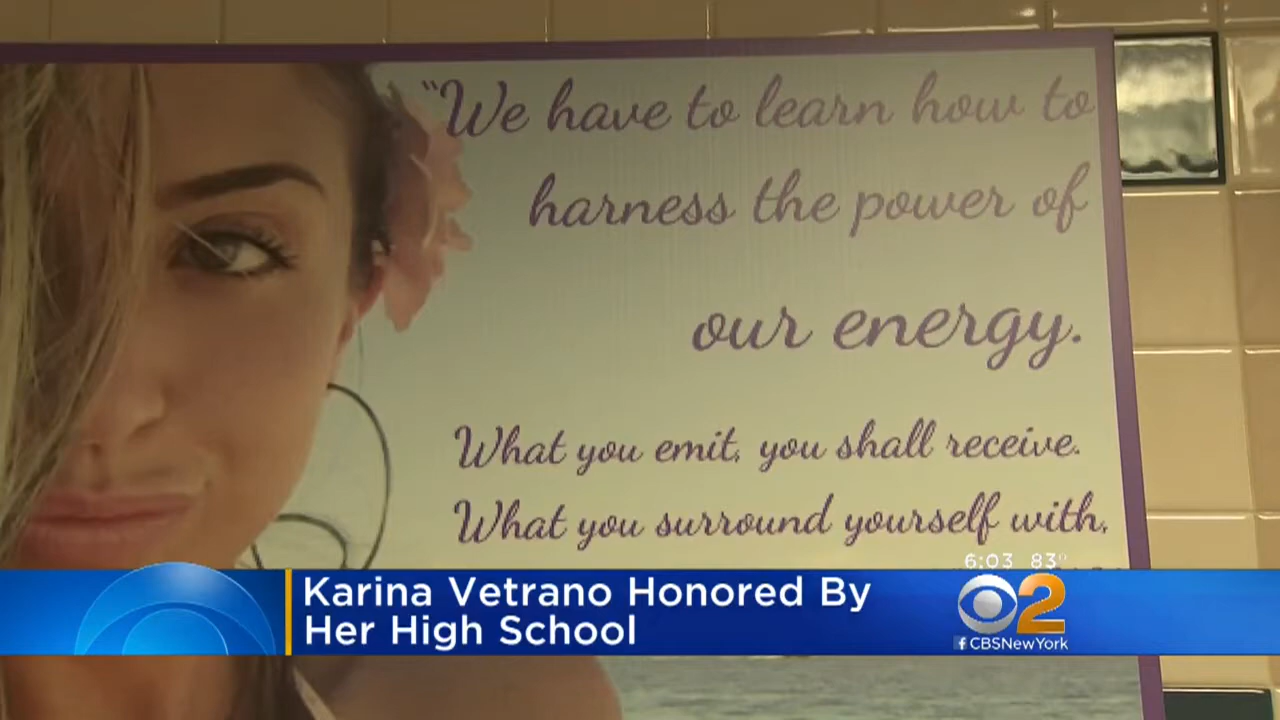 “We have to learn how to
harness the power of
our energy.
What you emit, you shall receive.
What you surround yourself with,
6:03 83°
Karina Vetrano Honored By
Her High School
2
f CBSNewYork